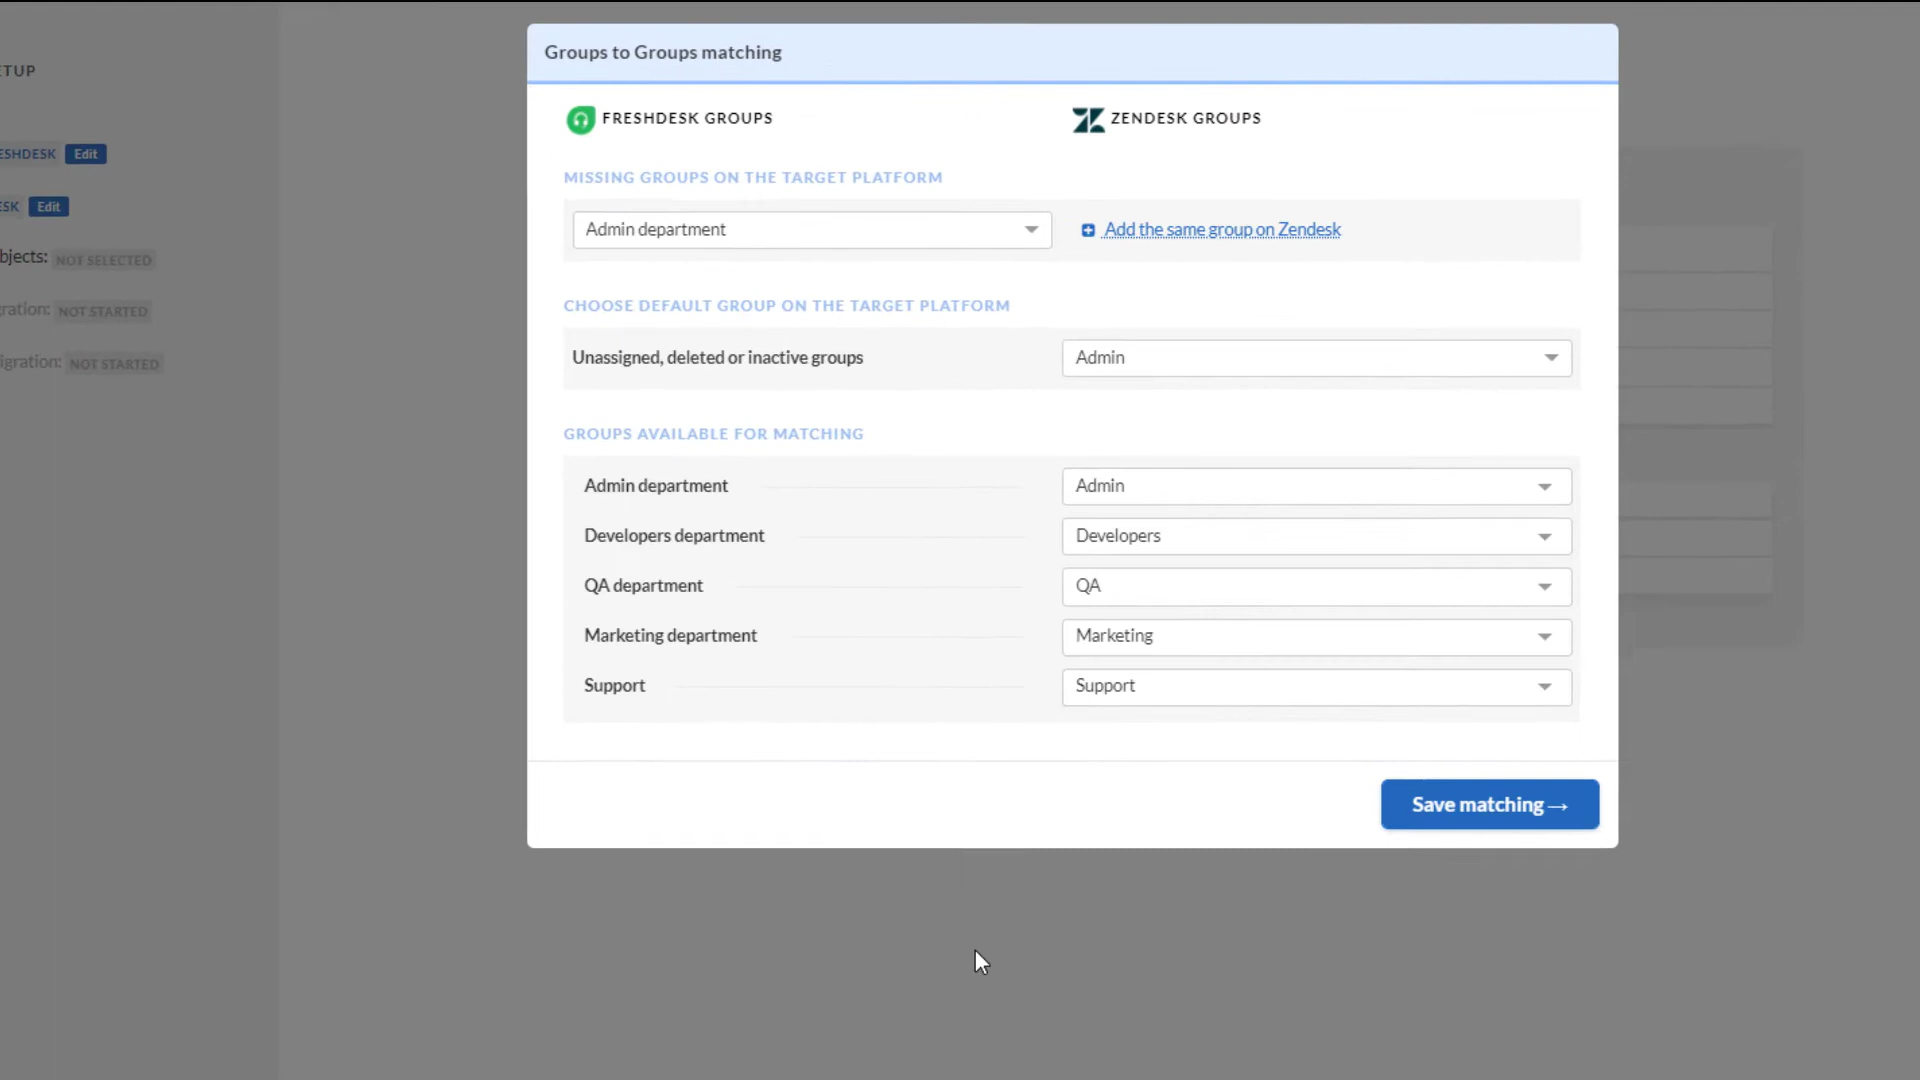 Groups to Groups matching
FRESHDESK GROUPS
ZENDESK GROUPS
MISSING GROUPS ON THE TARGET PLATFORM
Admin department
Add the same group on Zendesk
CHOOSE DEFAULT GROUP ON THE TARGET PLATFORM
Unassigned, deleted or inactive groups
Admin
GROUPS AVAILABLE FOR MATCHING
Admin department
Admin
Developers department
Developers
QA department
QA
Marketing department
Marketing
Support
Support
Save matching→
ETUP
ESHDESK Edit
ESK Edit
bjects: NOT SELECTED
ration: NOT STARTED
igration: NOT STARTED